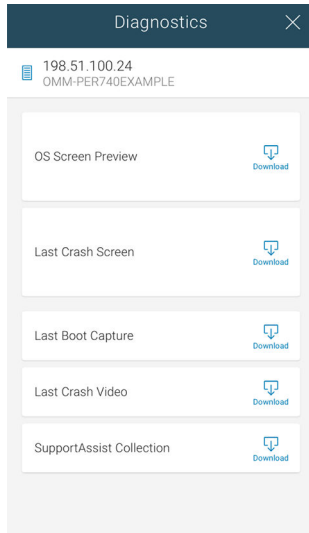 Diagnostics
198.51.100.24
OMM-PER740EXAMPLE
OS Screen Preview
Download
Last Crash Screen
Download
Last Boot Capture
Download
Last Crash Video
Download
SupportAssist Collection
Download